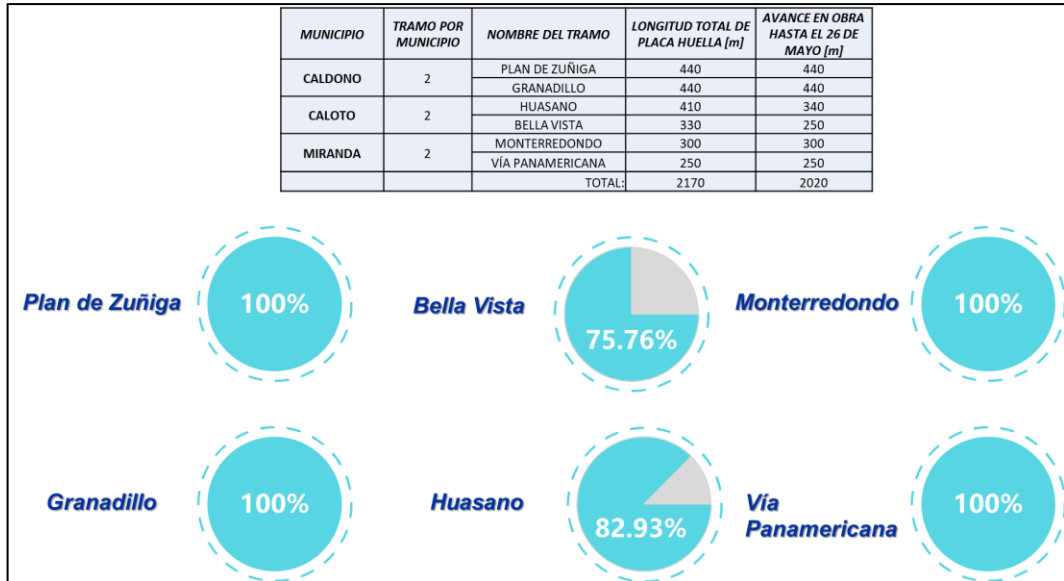 MUNICIPIO TRAMO POR MUNICIPIO NOMBRE DEL TRAMO LONGITUD TOTAL DE PLACA HUELLA [m] AVANCE EN OBRA HASTA EL 26 DE MAYO [m]
CALDONO 2 PLAN DE ZUÑIGA 440 440
GRANADILLO 440 440
CALOTO 2 HUASANO 410 340
BELLA VISTA 330 250
MIRANDA 2 MONTERREDONDO 300 300
VÍA PANAMERICANA 250 250
TOTAL: 2170 2020
Plan de Zuñiga 100%
Bella Vista 75.76%
Monterredondo 100%
Granadillo 100%
Huasano 82.93%
Vía
Panamericana 100%